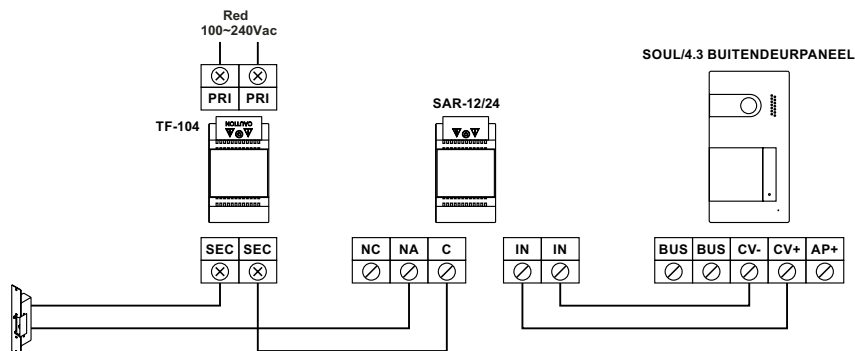 Red
100~240Vac
SOUL/4.3 BUITENDEURPANEEL
PRI PRI
SAR-12/24
TF-104
CAUTION
SEC SEC
NC NA C
IN IN
BUS BUS CV- CV+ AP+